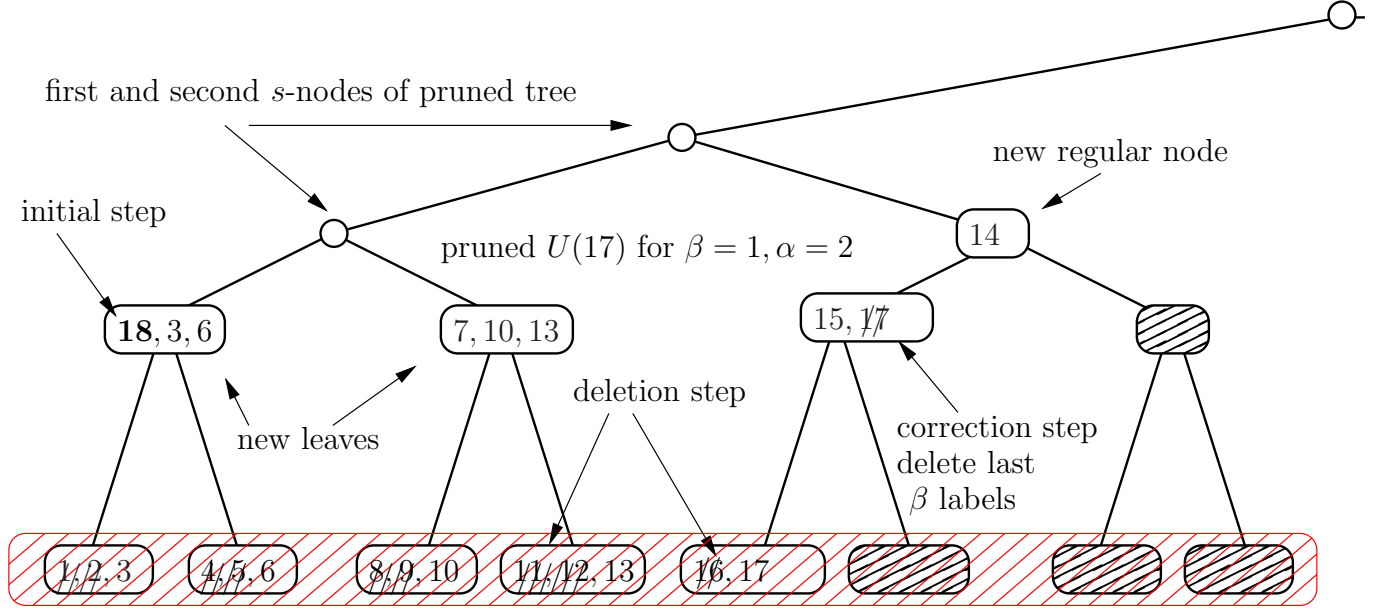 first and second s-nodes of pruned tree
new regular node
initial step
pruned U(17) for β = 1, α = 2
14
18, 3, 6
7, 10, 13
15, 17
deletion step
new leaves
correction step
delete last
β labels
1, 2, 3
4, 5, 6
8, 9, 10
11, 12, 13
16, 17